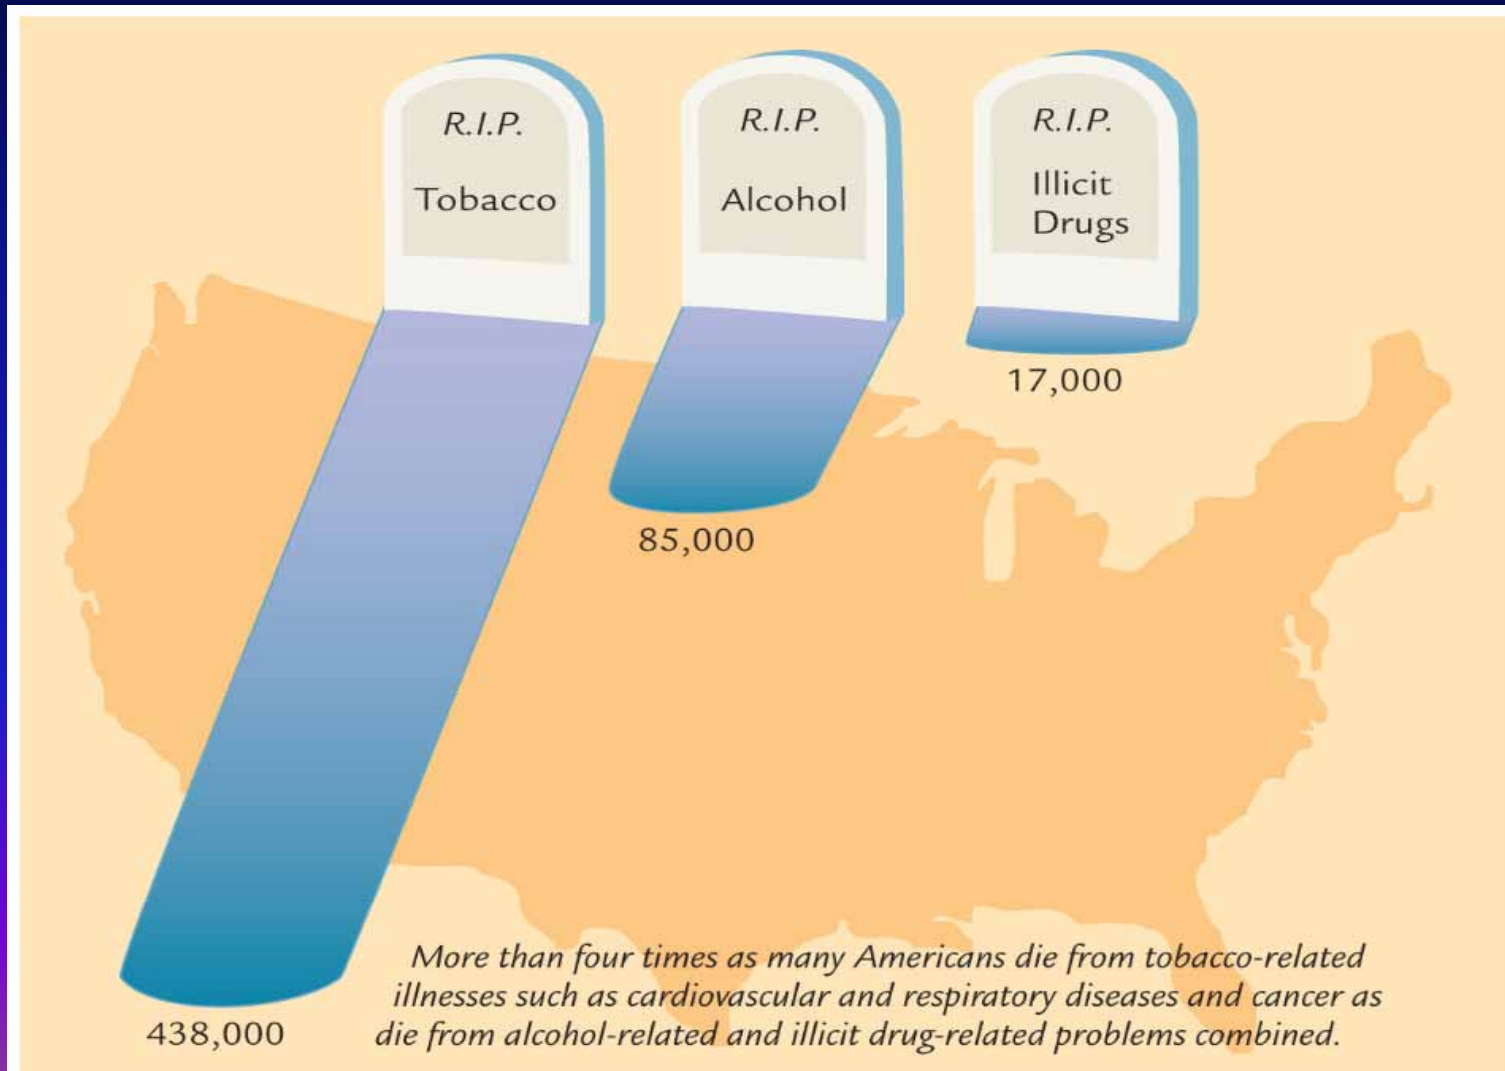 R.I.P.
Tobacco
R.I.P.
Alcohol
R.I.P.
Illicit
Drugs
17,000
85,000
438,000
More than four times as many Americans die from tobacco-related
illnesses such as cardiovascular and respiratory diseases and cancer as
die from alcohol-related and illicit drug-related problems combined.